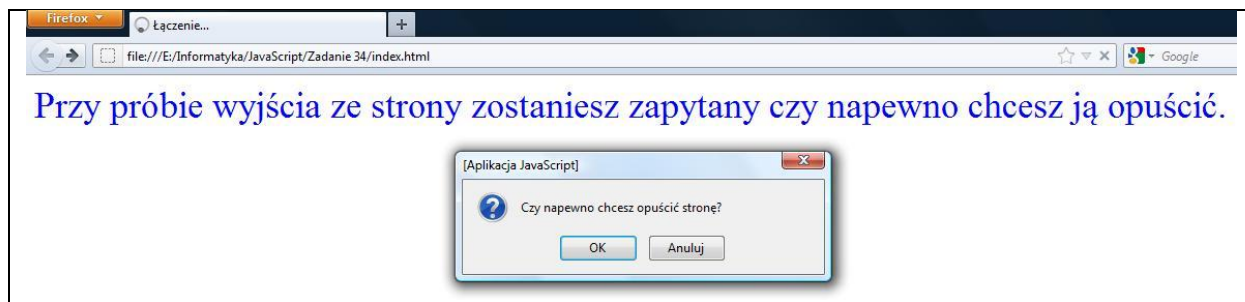 Firefox
Łączenie...
+
file:///E:/Informatyka/JavaScript/Zadanie 34/index.html
Google
Przy próbie wyjścia ze strony zostaniesz zapytany czy napewno chcesz ją opuścić.
[Aplikacja JavaScript]
Czy napewno chcesz opuścić stronę?
OK Anuluj